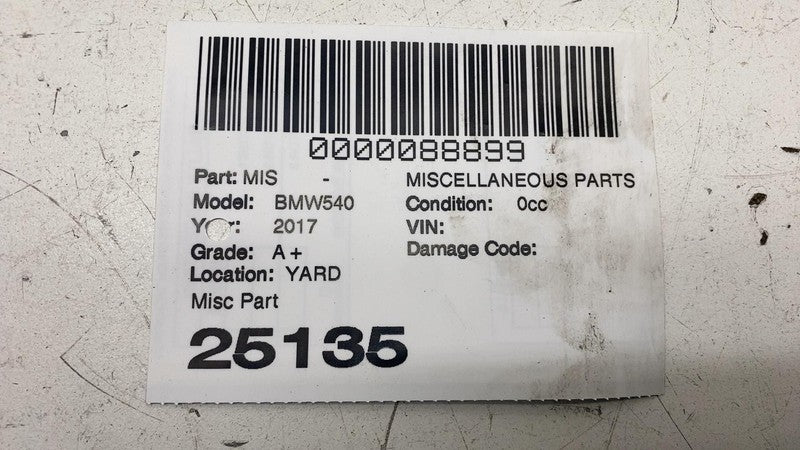 0000088899
Part: MIS - MISCELLANEOUS PARTS
Model: BMW540 Condition: 0cc
Year: 2017 VIN:
Grade: A+ Damage Code:
Location: YARD
Misc Part
25135